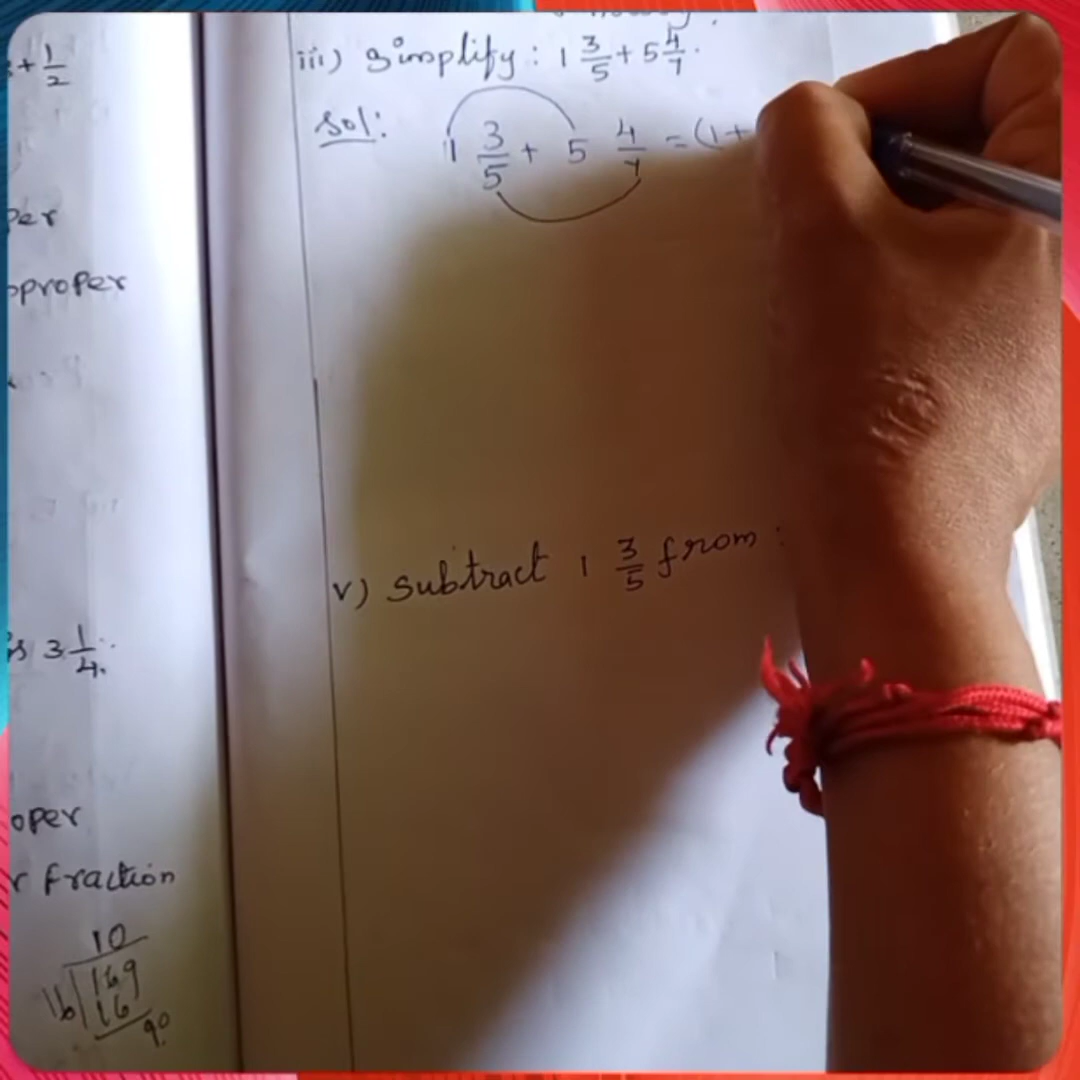 + 1/2
per
proper
3 1/4.
oper
r fraction
10
16 169
16
9
iii) Simplify : 1 3/5 + 5 4/7.
Sol: 1 3/5 + 5 4/7 = (1+
v) Subtract 1 3/5 from :